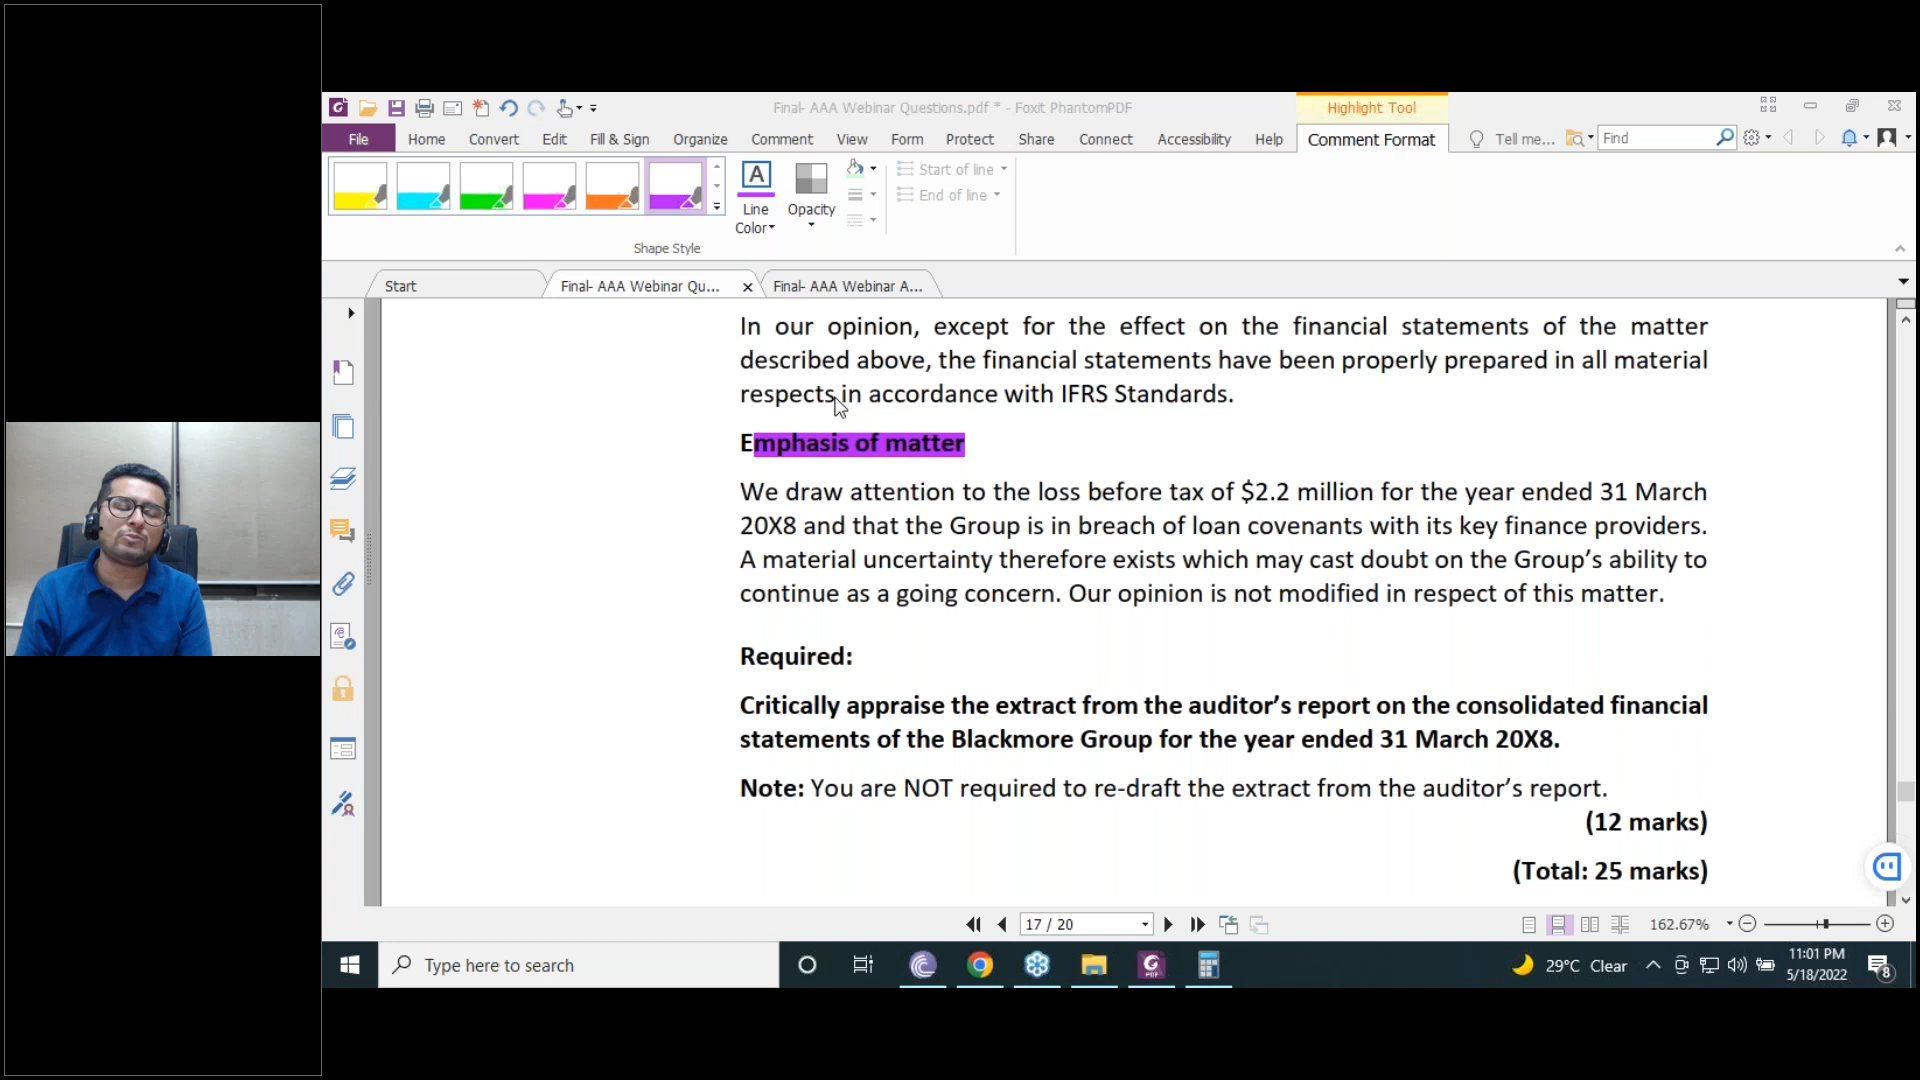 Final- AAA Webinar Questions.pdf * - Foxit PhantomPDF
Highlight Tool
File Home Convert Edit Fill & Sign Organize Comment View Form Protect Share Connect Accessibility Help Comment Format Tell me... Find
Line Color
Opacity
Start of line
End of line
Shape Style
Start
Final- AAA Webinar Qu...
Final- AAA Webinar A...
In our opinion, except for the effect on the financial statements of the matter
described above, the financial statements have been properly prepared in all material
respects in accordance with IFRS Standards.
Emphasis of matter
We draw attention to the loss before tax of $2.2 million for the year ended 31 March
20X8 and that the Group is in breach of loan covenants with its key finance providers.
A material uncertainty therefore exists which may cast doubt on the Group’s ability to
continue as a going concern. Our opinion is not modified in respect of this matter.
Required:
Critically appraise the extract from the auditor’s report on the consolidated financial
statements of the Blackmore Group for the year ended 31 March 20X8.
Note: You are NOT required to re-draft the extract from the auditor’s report.
(12 marks)
(Total: 25 marks)
17 / 20
162.67%
Type here to search
29°C Clear
11:01 PM
5/18/2022
8